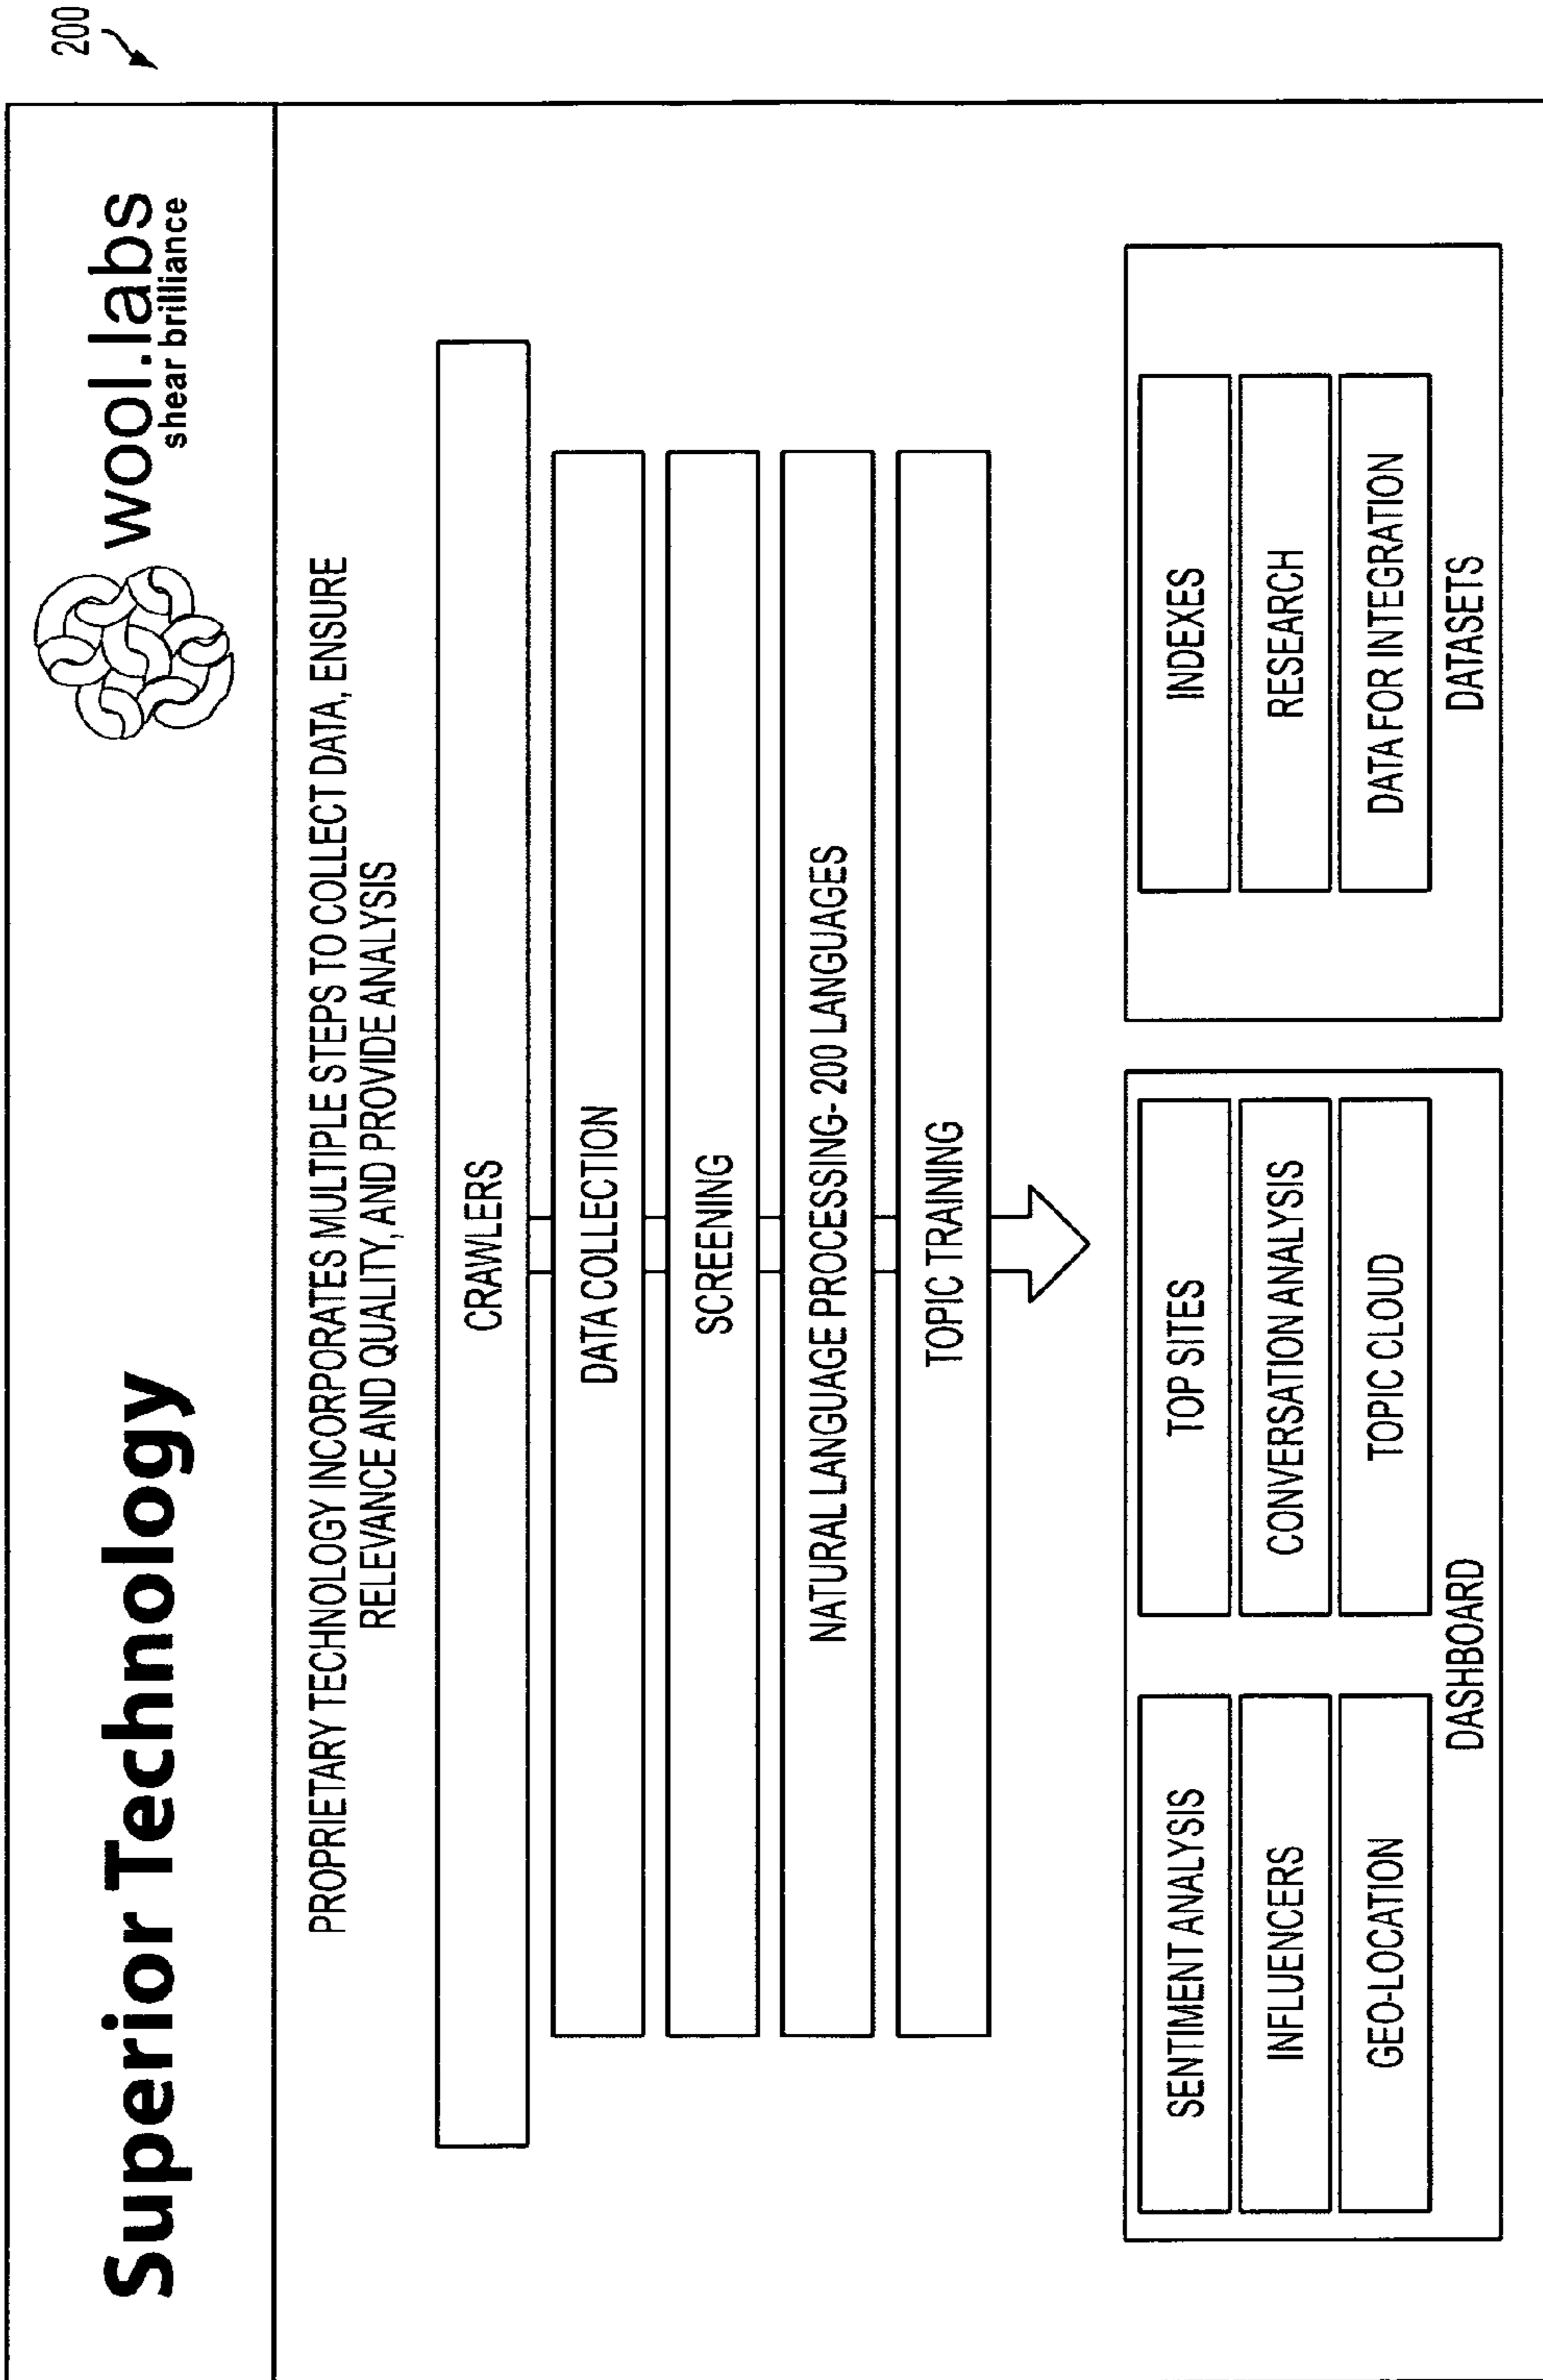 200
Superior Technology
wool.labs
shear brilliance
PROPRIETARY TECHNOLOGY INCORPORATES MULTIPLE STEPS TO COLLECT DATA, ENSURE
RELEVANCE AND QUALITY, AND PROVIDE ANALYSIS
CRAWLERS
DATA COLLECTION
SCREENING
NATURAL LANGUAGE PROCESSING-200 LANGUAGES
TOPIC TRAINING
SENTIMENT ANALYSIS
INFLUENCERS
GEO-LOCATION
TOP SITES
CONVERSATION ANALYSIS
TOPIC CLOUD
DASHBOARD
INDEXES
RESEARCH
DATA FOR INTEGRATION
DATASETS